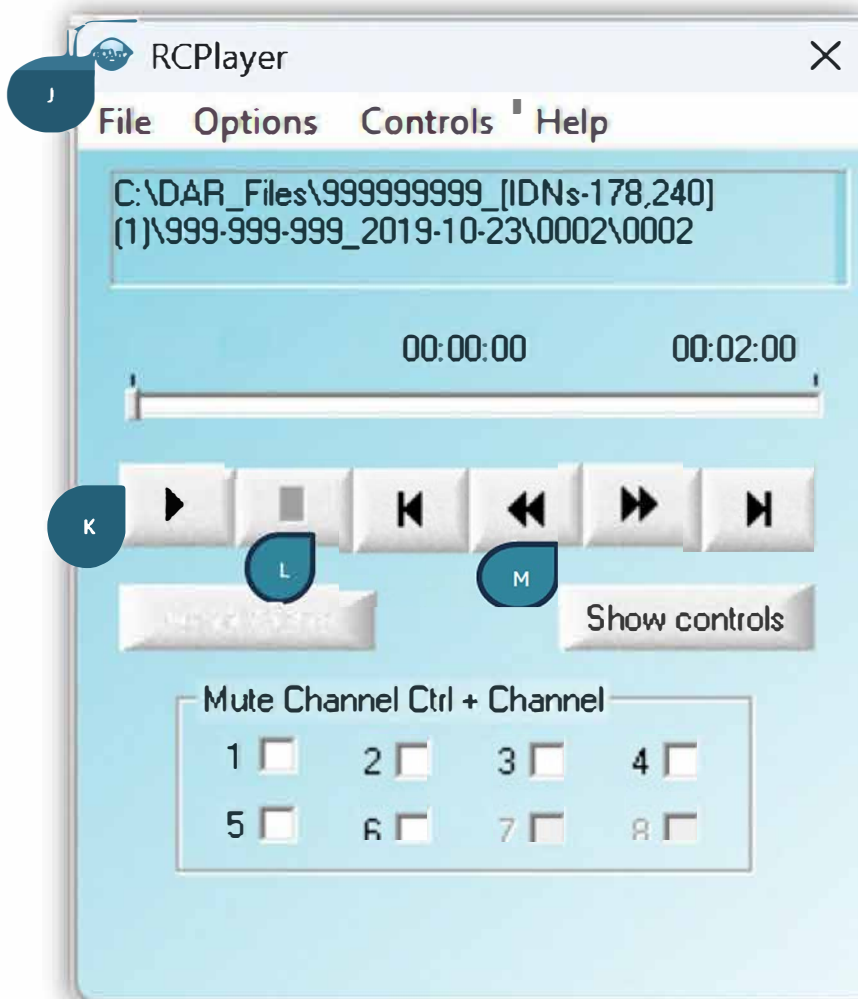 RCPlayer
J
File Options Controls Help
C:\DAR_Files\999999999_[IDNs-178,240]
(1)\999-999-999_2019-10-23\0002\0002
00:00:00 00:02:00
K
L
M
Show controls
Mute Channel Ctrl + Channel
1 2 3 4
5 6 7 8